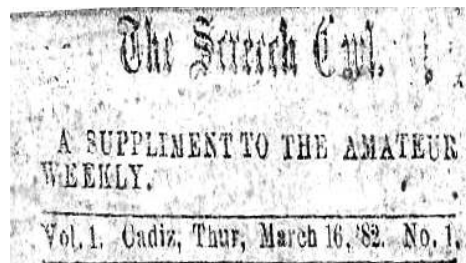 The Screech Owl.
A SUPPLIMENT TO THE AMATEUR
WEEKLY.
Vol. 1. Cadiz, Thur, March 16, '82. No. 1.